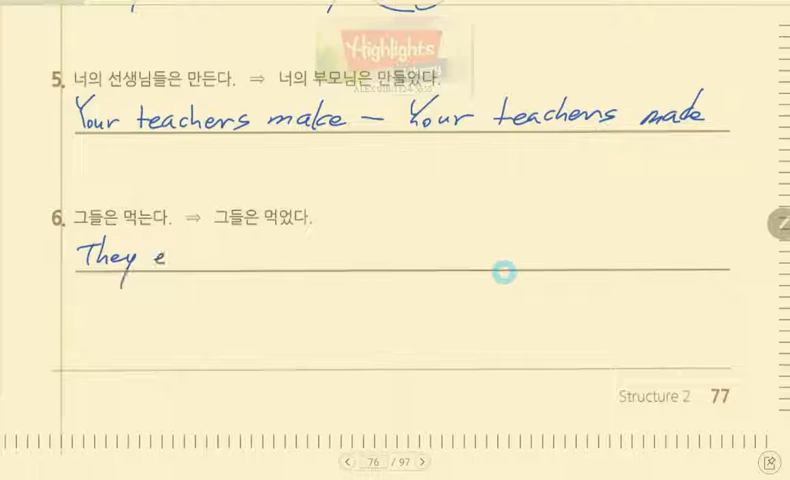 Highlights
5. 너의 선생님들은 만든다. ⇒ 너의 부모님은 만들었다.
Your teachers make – Your teachers made
6. 그들은 먹는다. ⇒ 그들은 먹었다.
They e
Structure 2 77
76 / 97